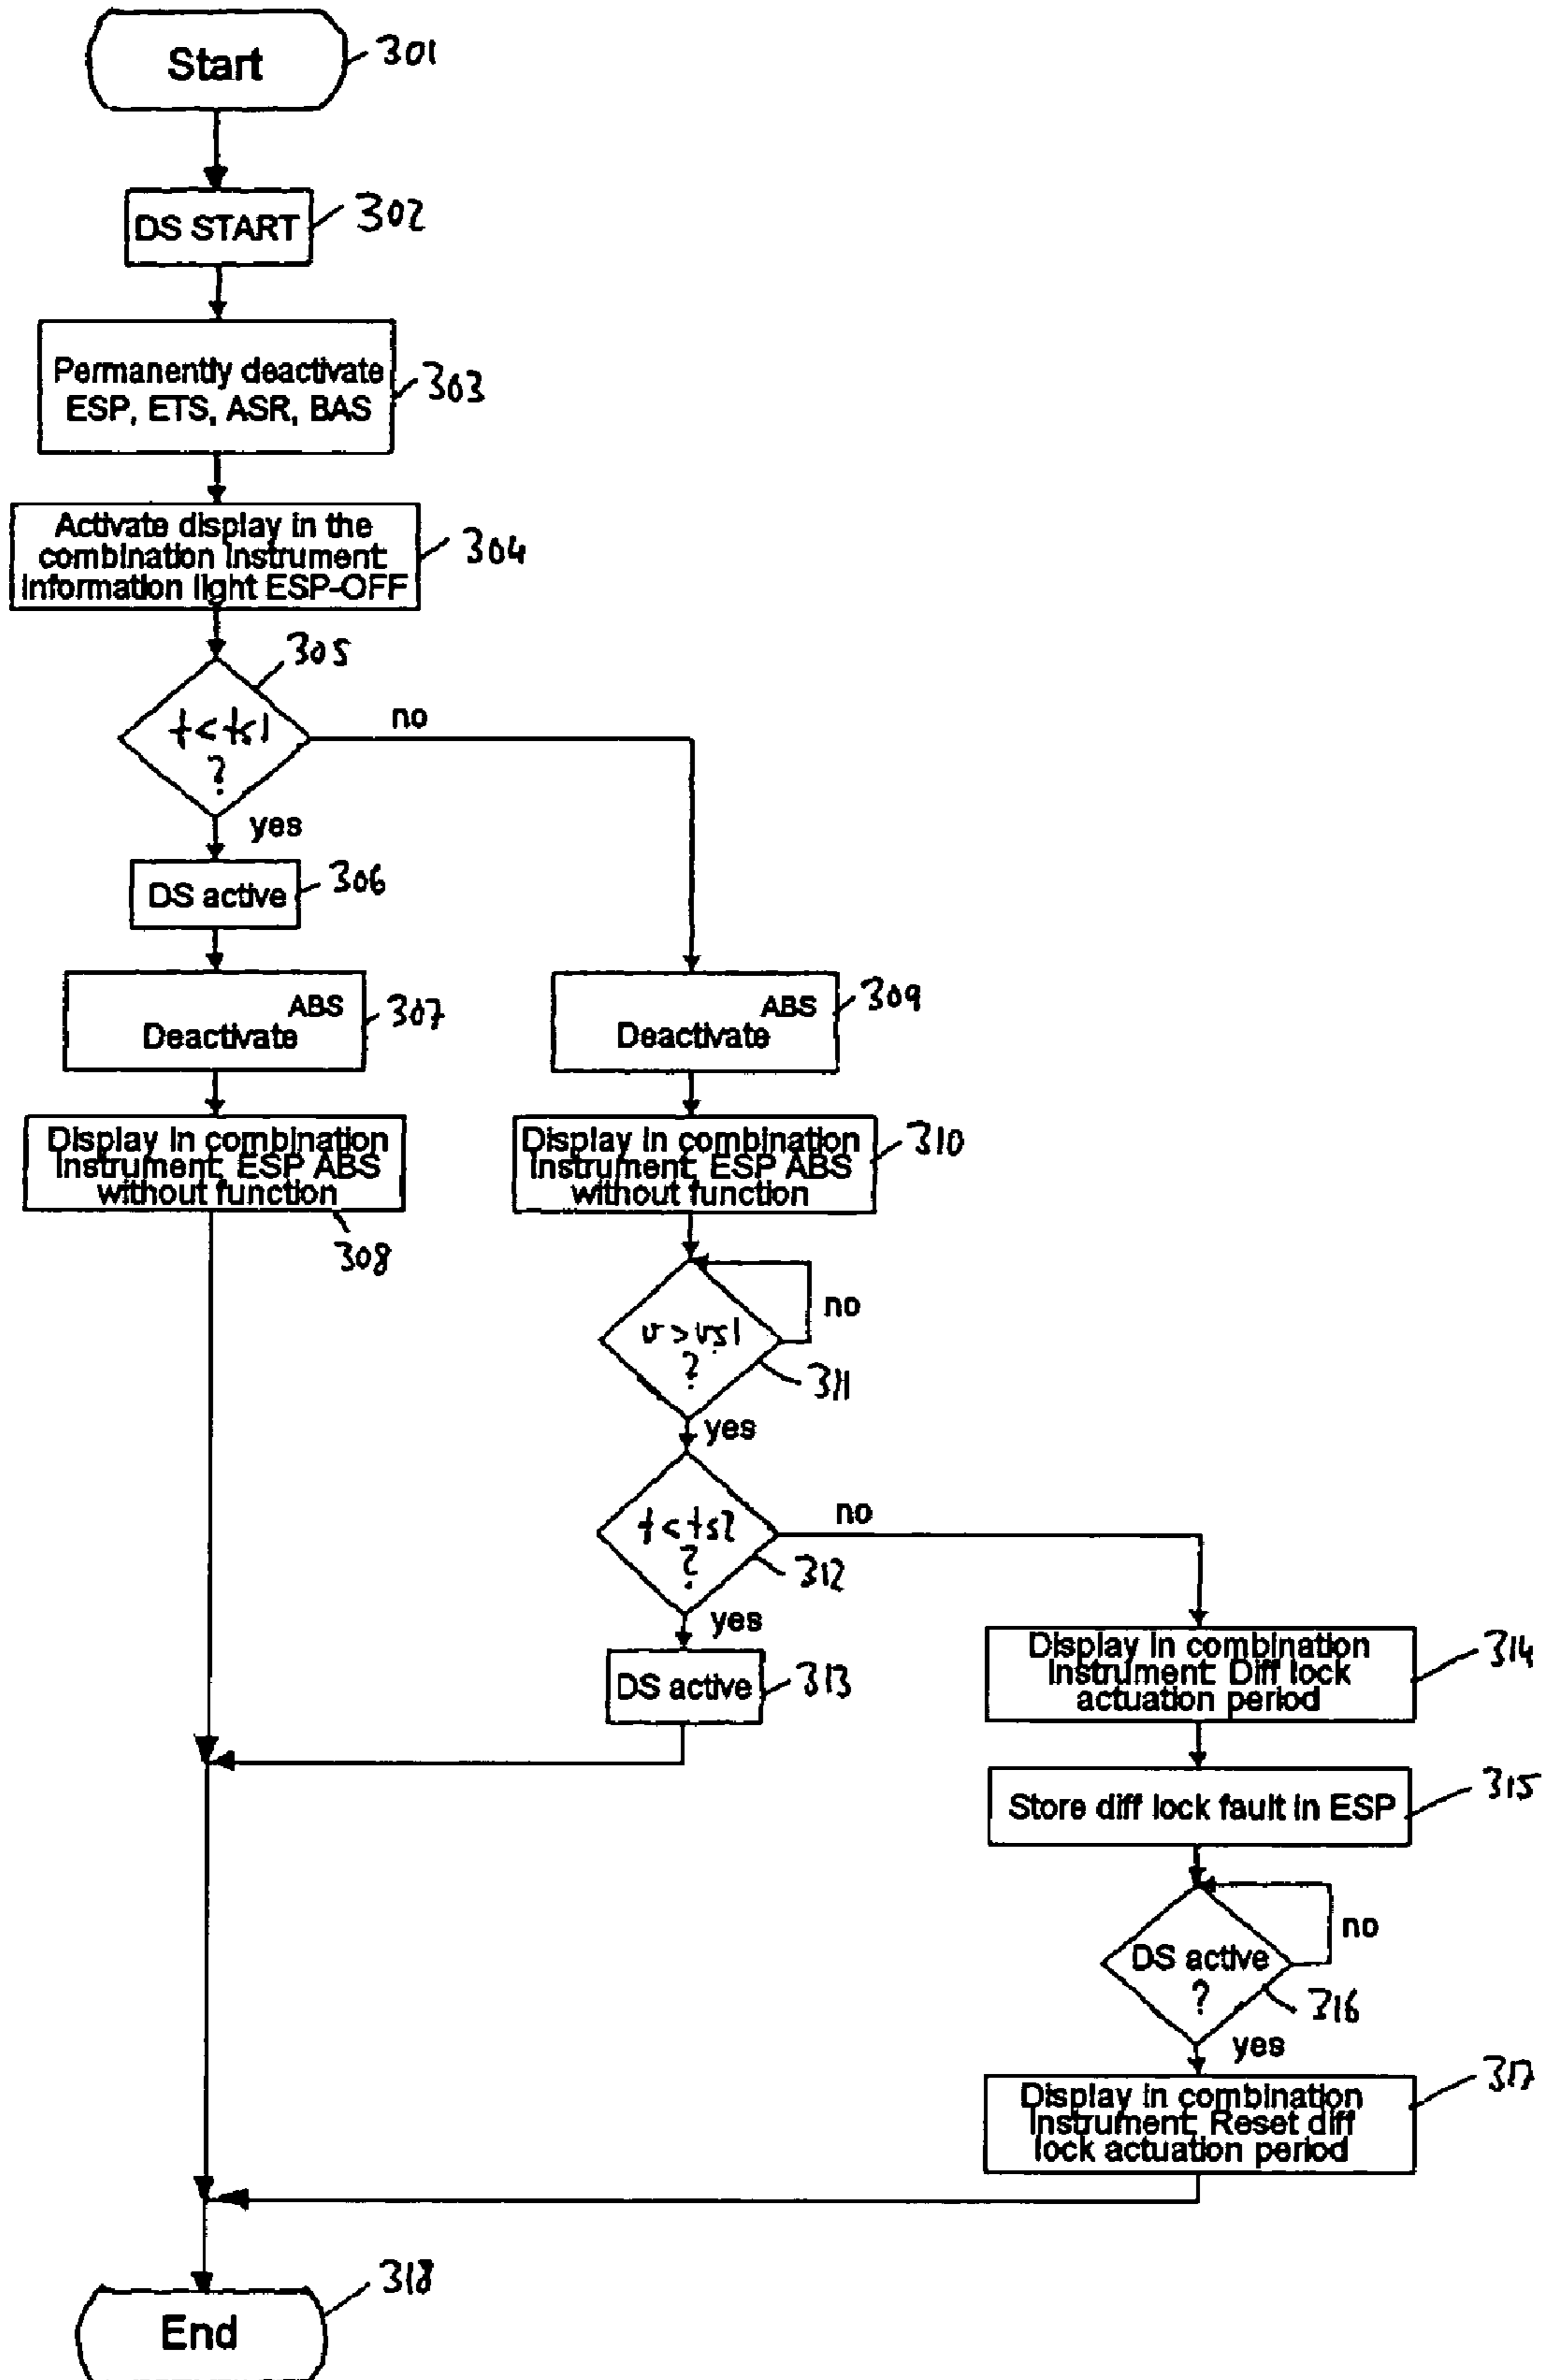 Start
301
DS START
302
Permanently deactivate
ESP, ETS, ASR, BAS
303
Activate display in the
combination instrument:
information light ESP-OFF
304
305
t < ts1
?
no
yes
DS active
306
ABS
Deactivate
307
ABS
Deactivate
309
Display in combination
instrument: ESP ABS
without function
308
Display in combination
instrument: ESP ABS
without function
310
v > vs1
?
no
311
yes
t < ts2
?
no
312
yes
DS active
313
Display in combination
instrument: Diff lock
actuation period
314
Store diff lock fault in ESP
315
DS active
?
no
316
yes
Display in combination
instrument: Reset diff
lock actuation period
317
End
318